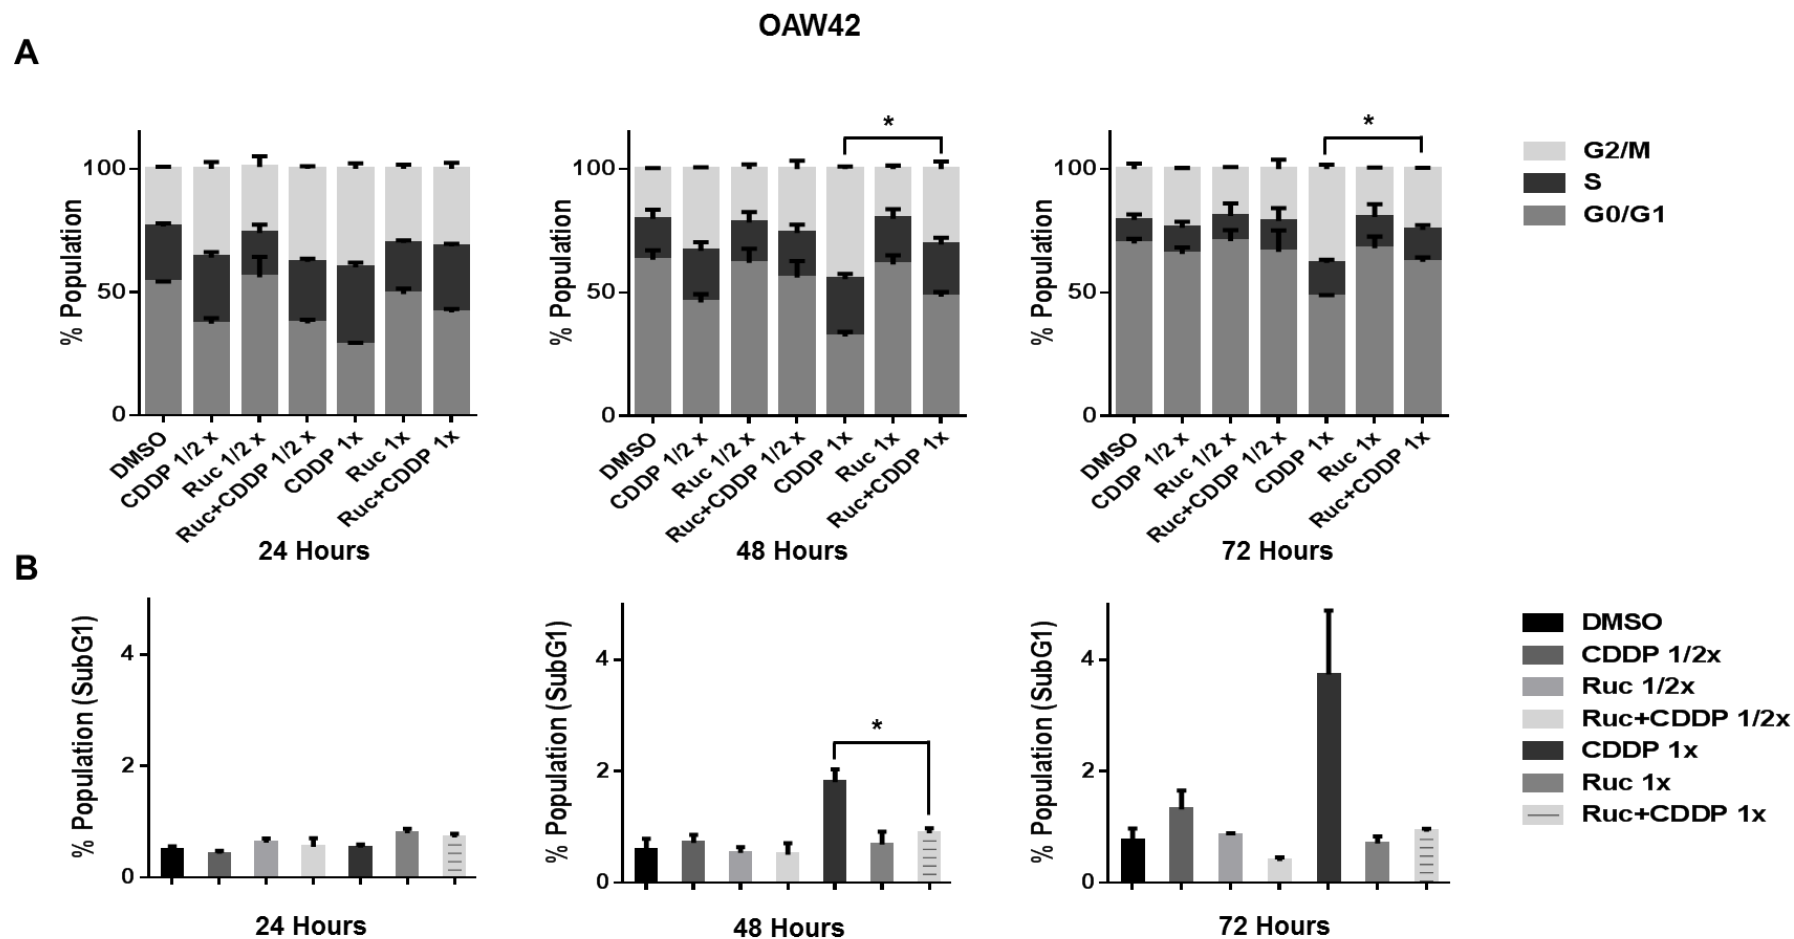 OAW42
A
% Population
100
50
0
DMSO
CDDP 1/2 x
Ruc 1/2 x
Ruc+CDDP 1/2 x
CDDP 1x
Ruc 1x
Ruc+CDDP 1x
24 Hours
% Population
100
50
0
*
DMSO
CDDP 1/2 x
Ruc 1/2 x
Ruc+CDDP 1/2 x
CDDP 1x
Ruc 1x
Ruc+CDDP 1x
48 Hours
% Population
100
50
0
*
DMSO
CDDP 1/2 x
Ruc 1/2 x
Ruc+CDDP 1/2 x
CDDP 1x
Ruc 1x
Ruc+CDDP 1x
72 Hours
G2/M
S
G0/G1
B
% Population (SubG1)
4
2
0
24 Hours
% Population (SubG1)
4
2
0
*
48 Hours
% Population (SubG1)
4
2
0
72 Hours
DMSO
CDDP 1/2x
Ruc 1/2x
Ruc+CDDP 1/2x
CDDP 1x
Ruc 1x
Ruc+CDDP 1x